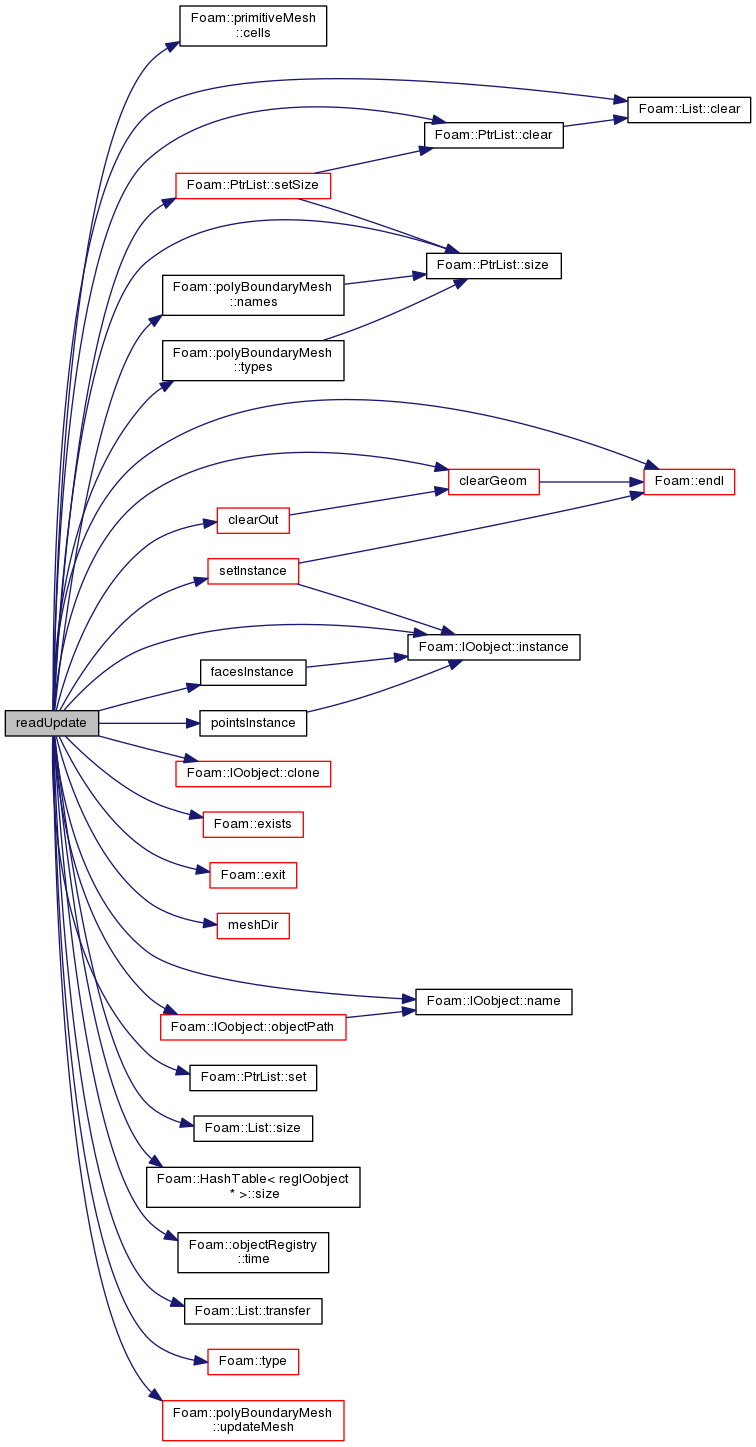 Foam::primitiveMesh
::cells
Foam::List::clear
Foam::PtrList::clear
Foam::PtrList::setSize
Foam::PtrList::size
Foam::polyBoundaryMesh
::names
Foam::polyBoundaryMesh
::types
clearGeom
Foam::endl
clearOut
setInstance
Foam::IOobject::instance
facesInstance
readUpdate
pointsInstance
Foam::IOobject::clone
Foam::exists
Foam::exit
meshDir
Foam::IOobject::name
Foam::IOobject::objectPath
Foam::PtrList::set
Foam::List::size
Foam::HashTable< regIOobject
* >::size
Foam::objectRegistry
::time
Foam::List::transfer
Foam::type
Foam::polyBoundaryMesh
::updateMesh